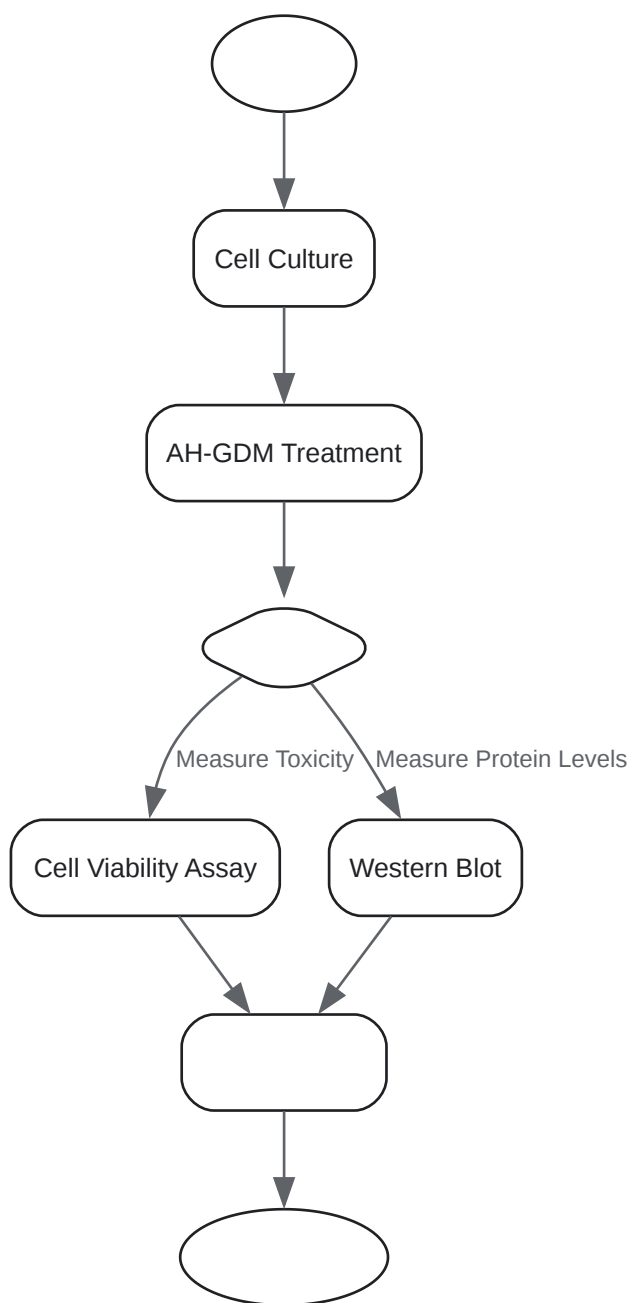 Cell Culture
AH-GDM Treatment
Measure Toxicity
Measure Protein Levels
Cell Viability Assay
Western Blot